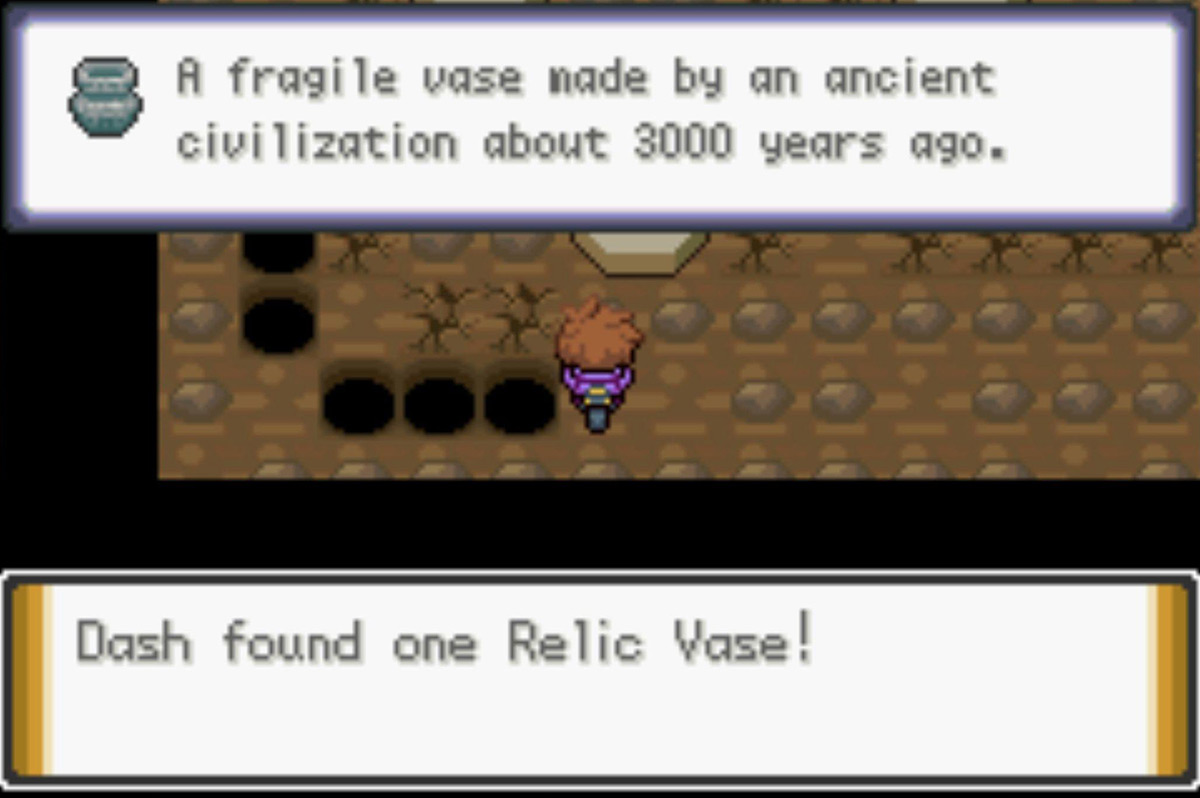 A fragile vase made by an ancient
civilization about 3000 years ago.
Dash found one Relic Vase!